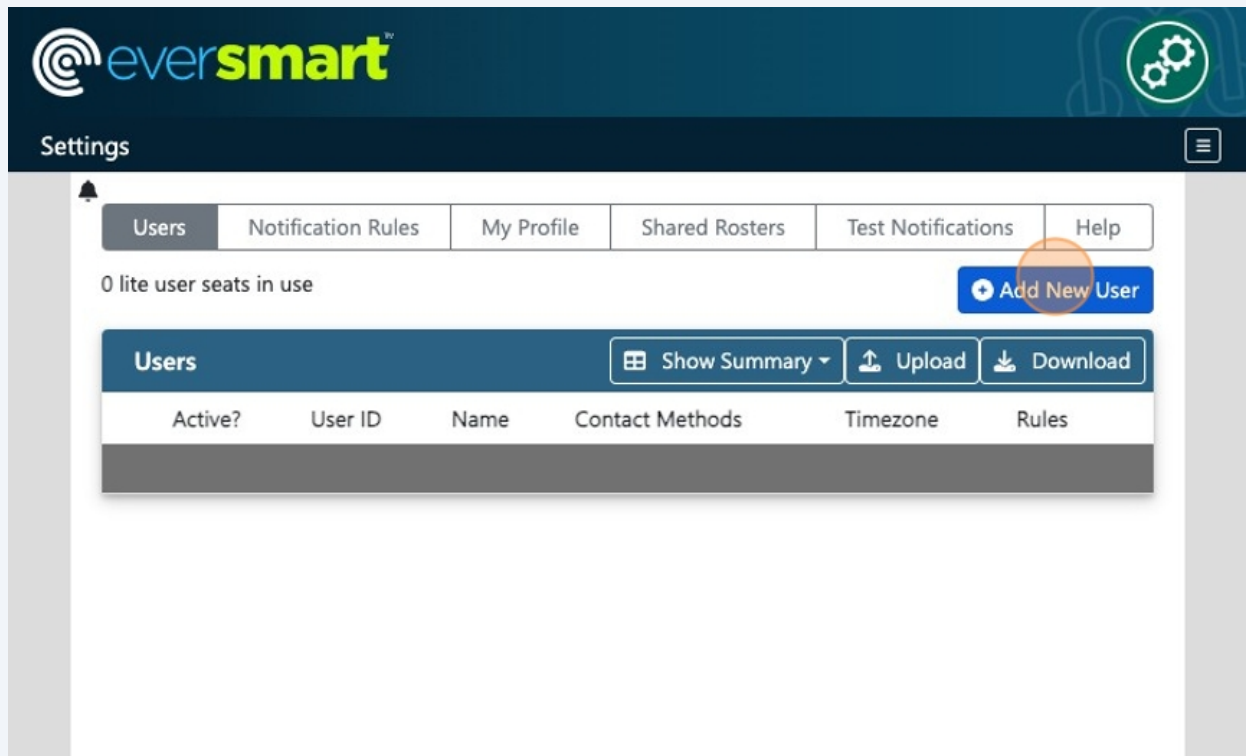 eversmart™
Settings
Users Notification Rules My Profile Shared Rosters Test Notifications Help
0 lite user seats in use
Add New User
Users Show Summary Upload Download
Active? User ID Name Contact Methods Timezone Rules